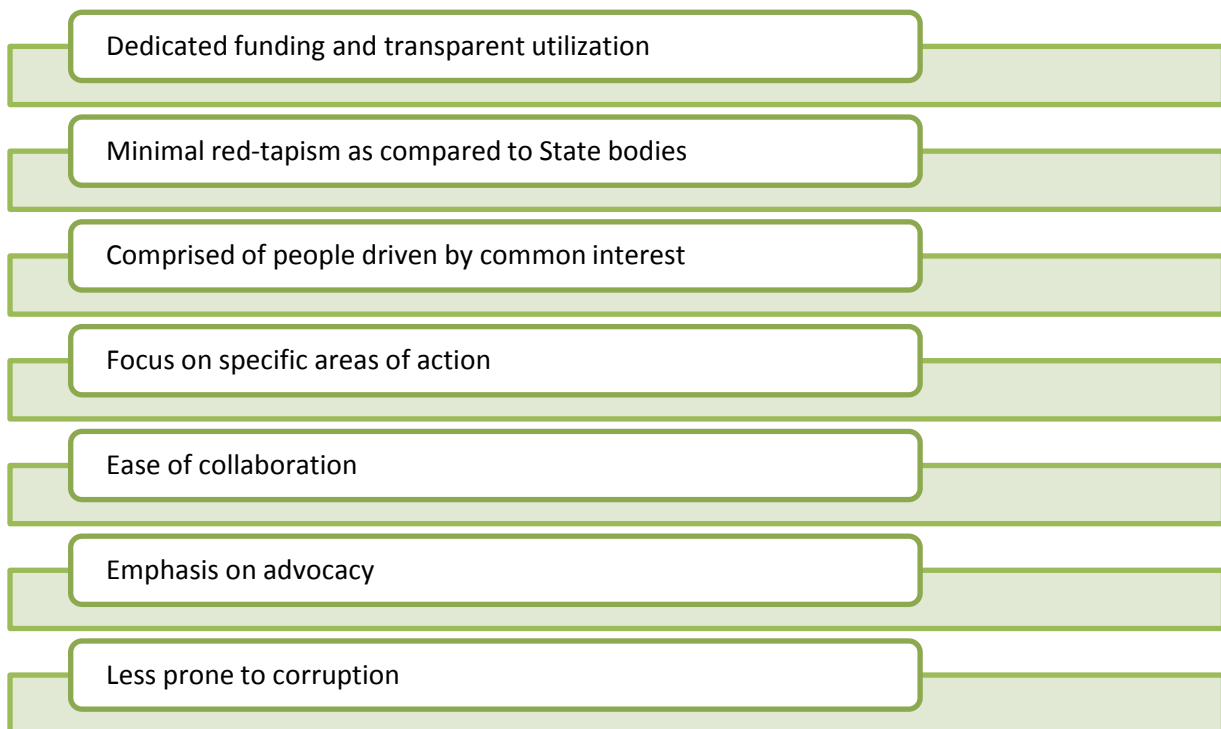 Dedicated funding and transparent utilization
Minimal red-tapism as compared to State bodies
Comprised of people driven by common interest
Focus on specific areas of action
Ease of collaboration
Emphasis on advocacy
Less prone to corruption